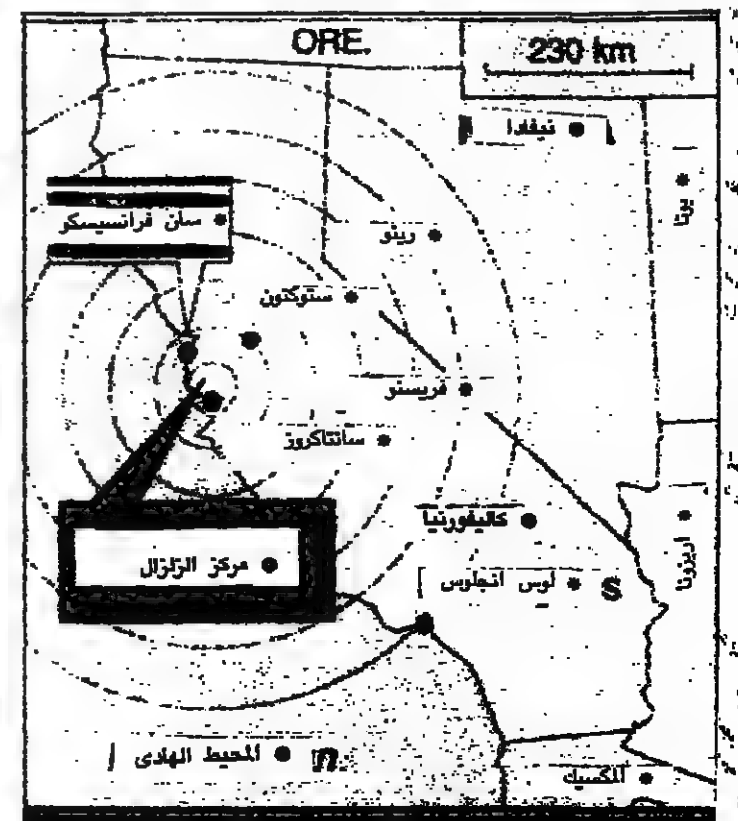 ORE.
230 km
نيفادا
يوتا
سان فرانسيسكو
رينو
ستوكتون
فريسنو
سانتاكروز
كاليفورنيا
اريزونا
مركز الزلزال
لوس انجلوس
المحيط الهادى
المكسيك